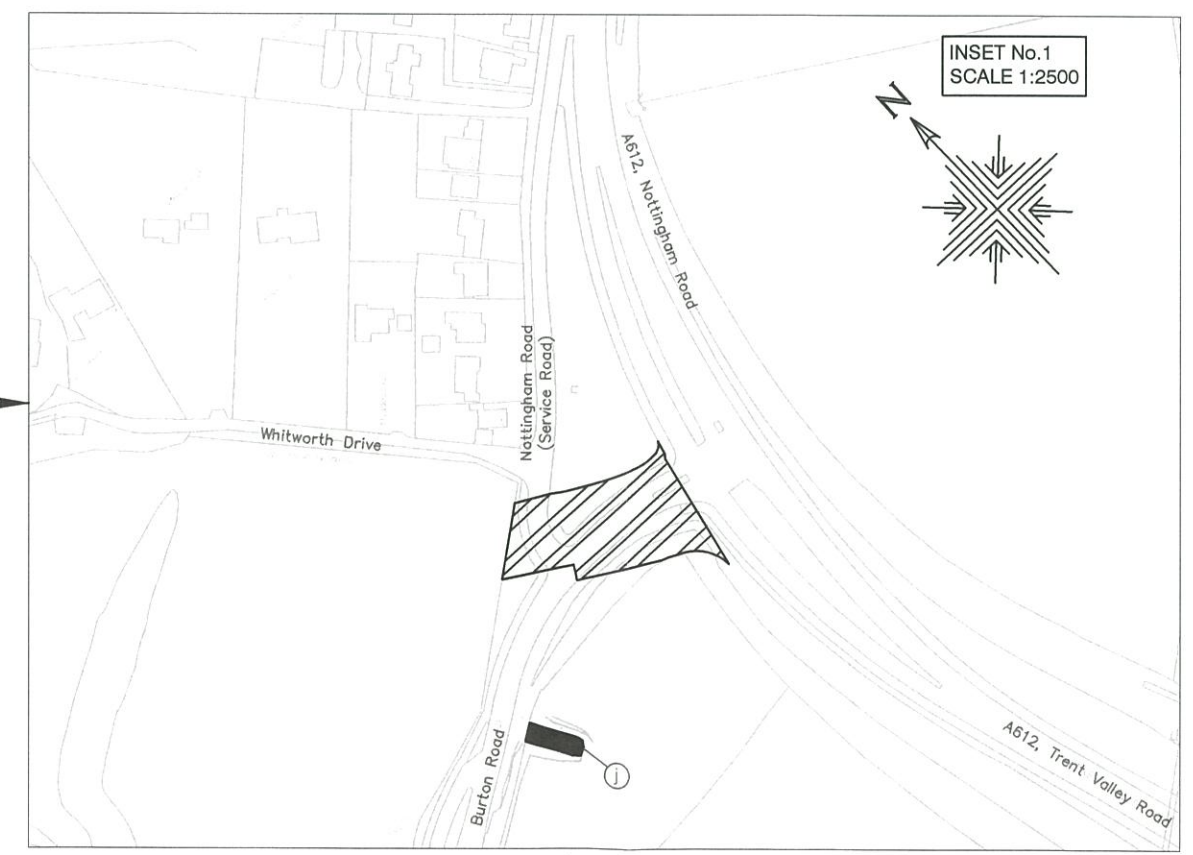 INSET No.1
SCALE 1:2500
N
A612, Nottingham Road
Nottingham Road
(Service Road)
Whitworth Drive
Burton Road
j
A612, Trent Valley Road